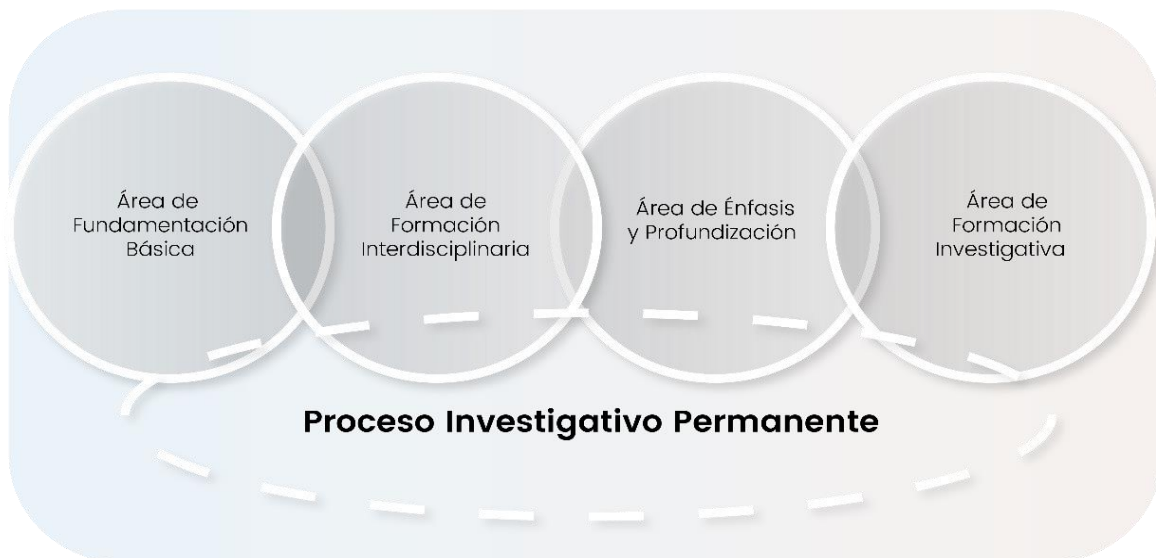 Área de
Fundamentación
Básica
Área de
Formación
Interdisciplinaria
Área de Énfasis
y Profundización
Área de
Formación
Investigativa
Proceso Investigativo Permanente